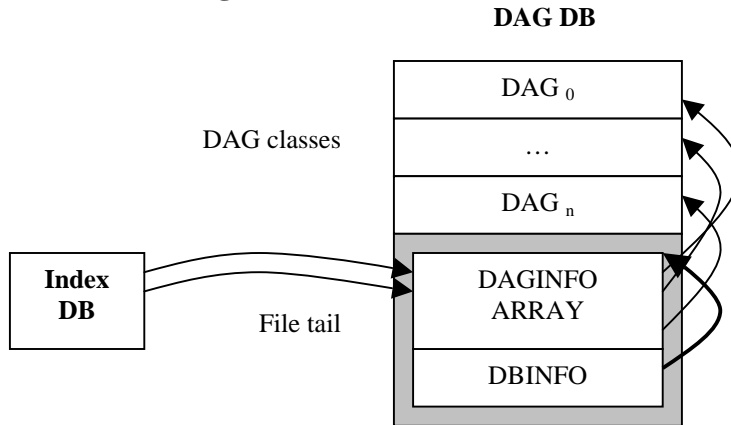 DAG DB
DAG 0
DAG classes
…
DAG n
Index
DB
DAGINFO
ARRAY
File tail
DBINFO